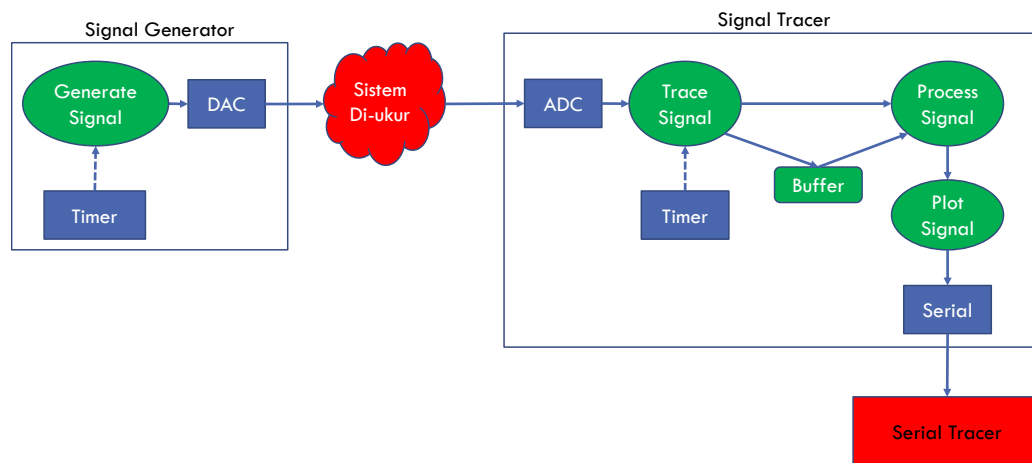 Signal Generator
Generate
Signal
DAC
Timer
Sistem
Di-ukur
Signal Tracer
ADC
Trace
Signal
Timer
Buffer
Process
Signal
Plot
Signal
Serial
Serial Tracer